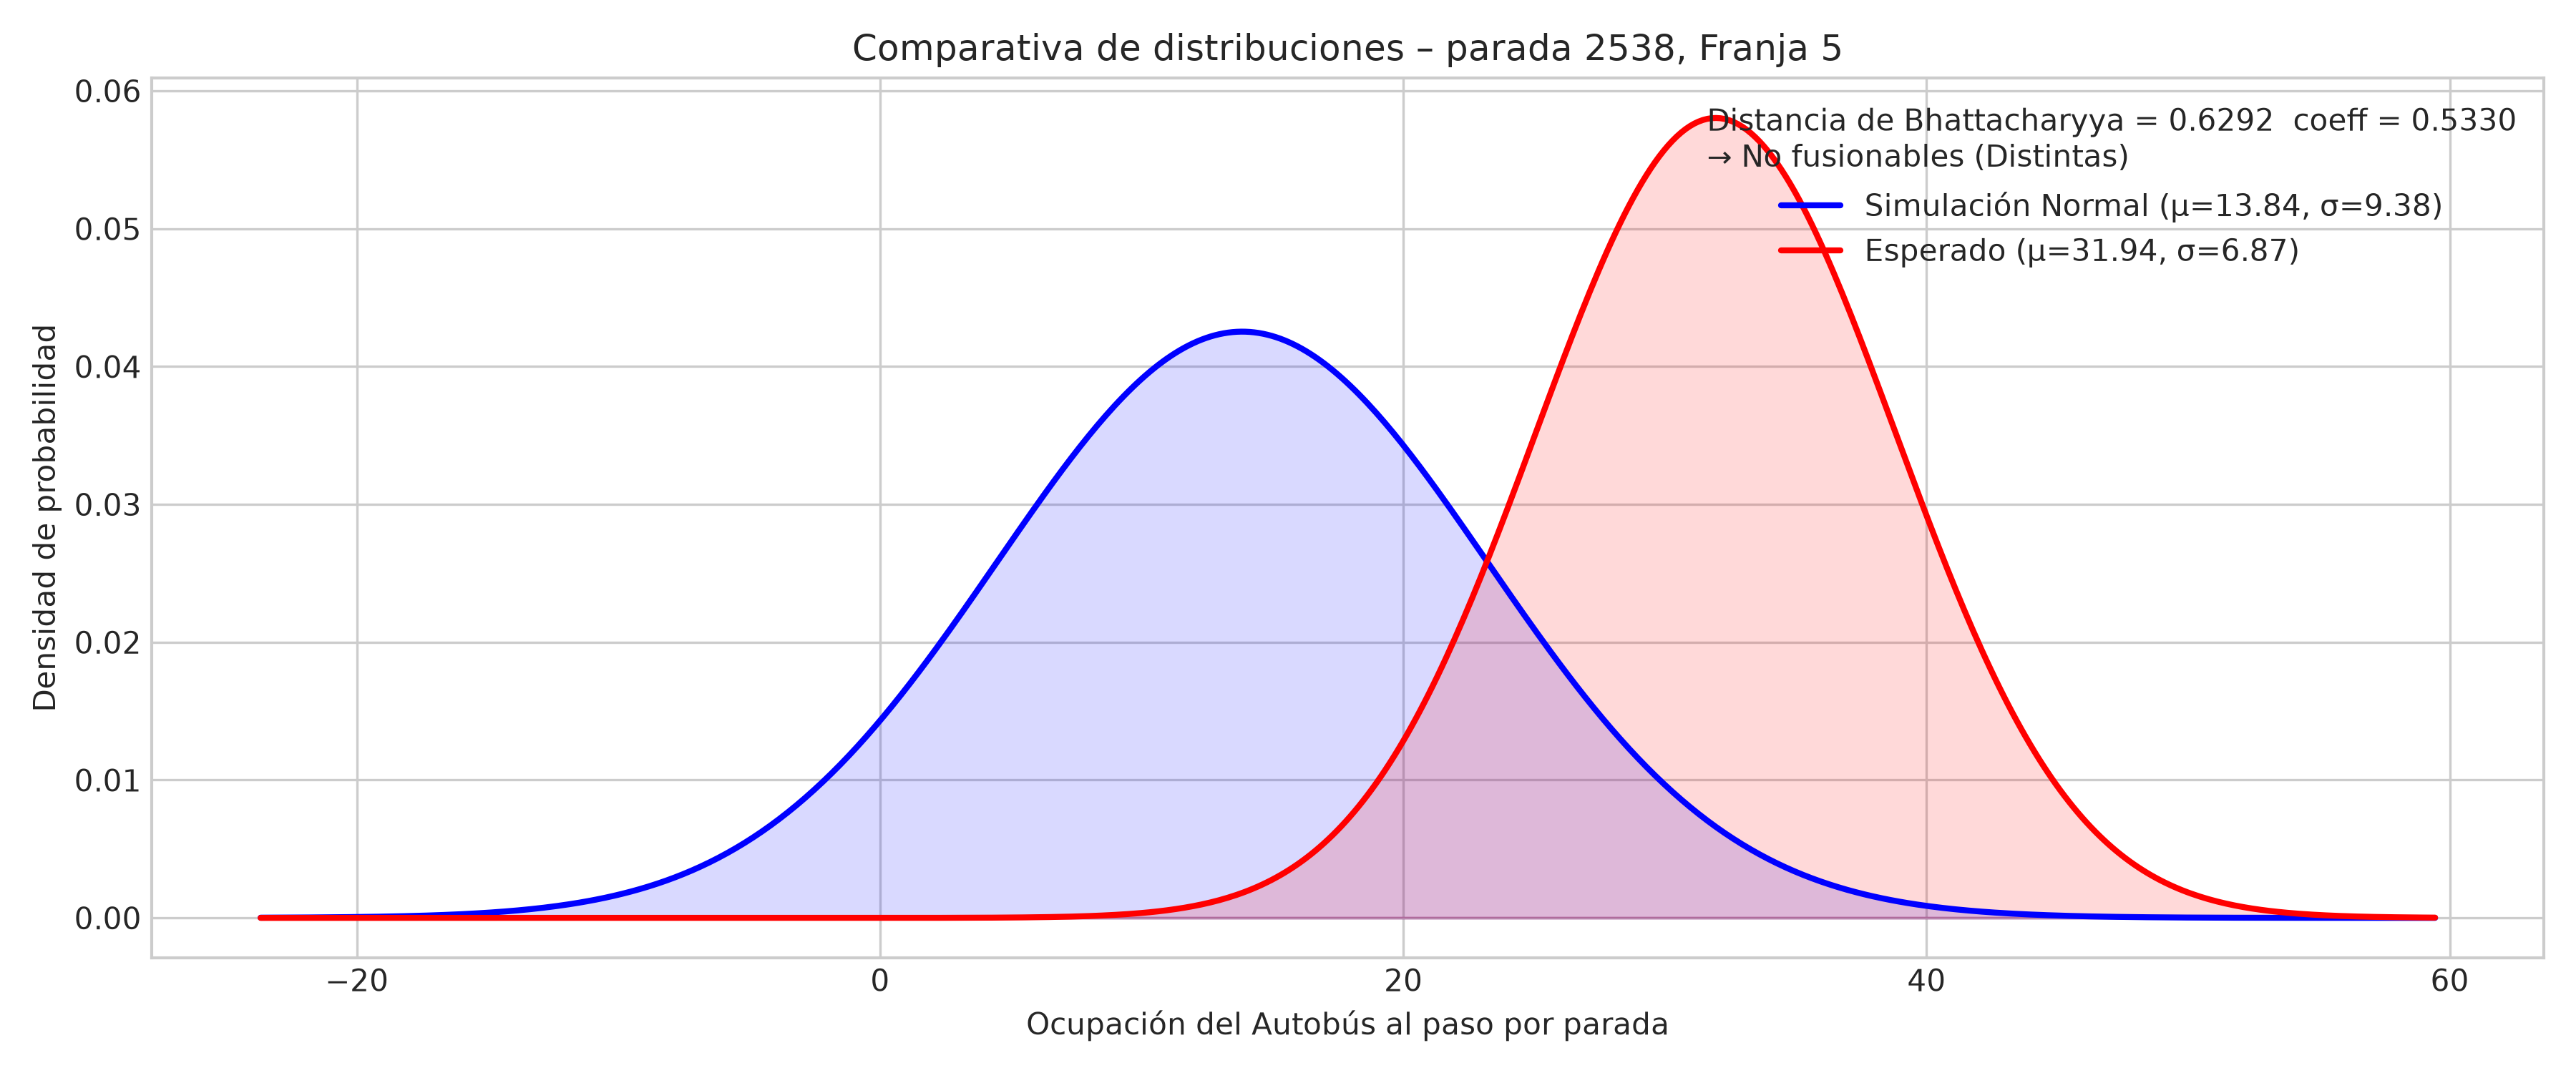 Comparativa de distribuciones – parada 2538, Franja 5
Distancia de Bhattacharyya = 0.6292  coeff = 0.5330
→ No fusionables (Distintas)
Simulación Normal (μ=13.84, σ=9.38)
Esperado (μ=31.94, σ=6.87)
Densidad de probabilidad
0.06
0.05
0.04
0.03
0.02
0.01
0.00
−20 0 20 40 60
Ocupación del Autobús al paso por parada